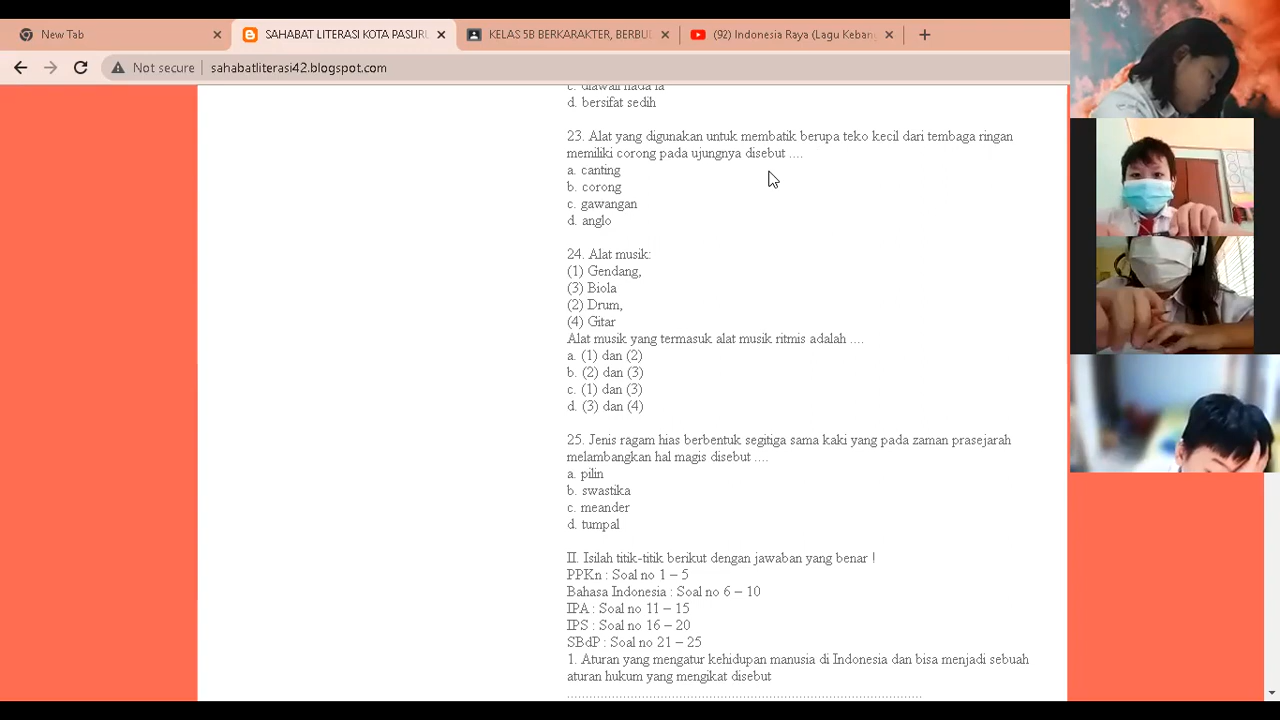 New Tab
SAHABAT LITERASI KOTA PASURU
KELAS 5B BERKARAKTER, BERBU
(92) Indonesia Raya (Lagu Kebang
Not secure
sahabatliterasi42.blogspot.com
c. diawali nada la
d. bersifat sedih
23. Alat yang digunakan untuk membatik berupa teko kecil dari tembaga ringan
memiliki corong pada ujungnya disebut ....
a. canting
b. corong
c. gawangan
d. anglo
24. Alat musik:
(1) Gendang,
(3) Biola
(2) Drum,
(4) Gitar
Alat musik yang termasuk alat musik ritmis adalah ....
a. (1) dan (2)
b. (2) dan (3)
c. (1) dan (3)
d. (3) dan (4)
25. Jenis ragam hias berbentuk segitiga sama kaki yang pada zaman prasejarah
melambangkan hal magis disebut ....
a. pilin
b. swastika
c. meander
d. tumpal
II. Isilah titik-titik berikut dengan jawaban yang benar !
PPKn : Soal no 1 – 5
Bahasa Indonesia : Soal no 6 – 10
IPA : Soal no 11 – 15
IPS : Soal no 16 – 20
SBdP : Soal no 21 – 25
1. Aturan yang mengatur kehidupan manusia di Indonesia dan bisa menjadi sebuah
aturan hukum yang mengikat disebut
......................................................................................